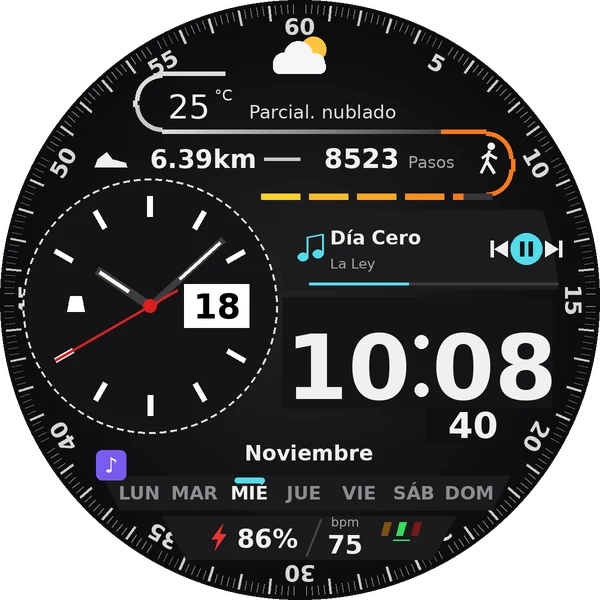 60
55
5
25 °C
Parcial. nublado
50
6.39km
8523 Pasos
10
Día Cero
La Ley
18
15
10:08
40
40
20
Noviembre
LUN MAR MIÉ JUE VIE SÁB DOM
35
86%
bpm
75
30